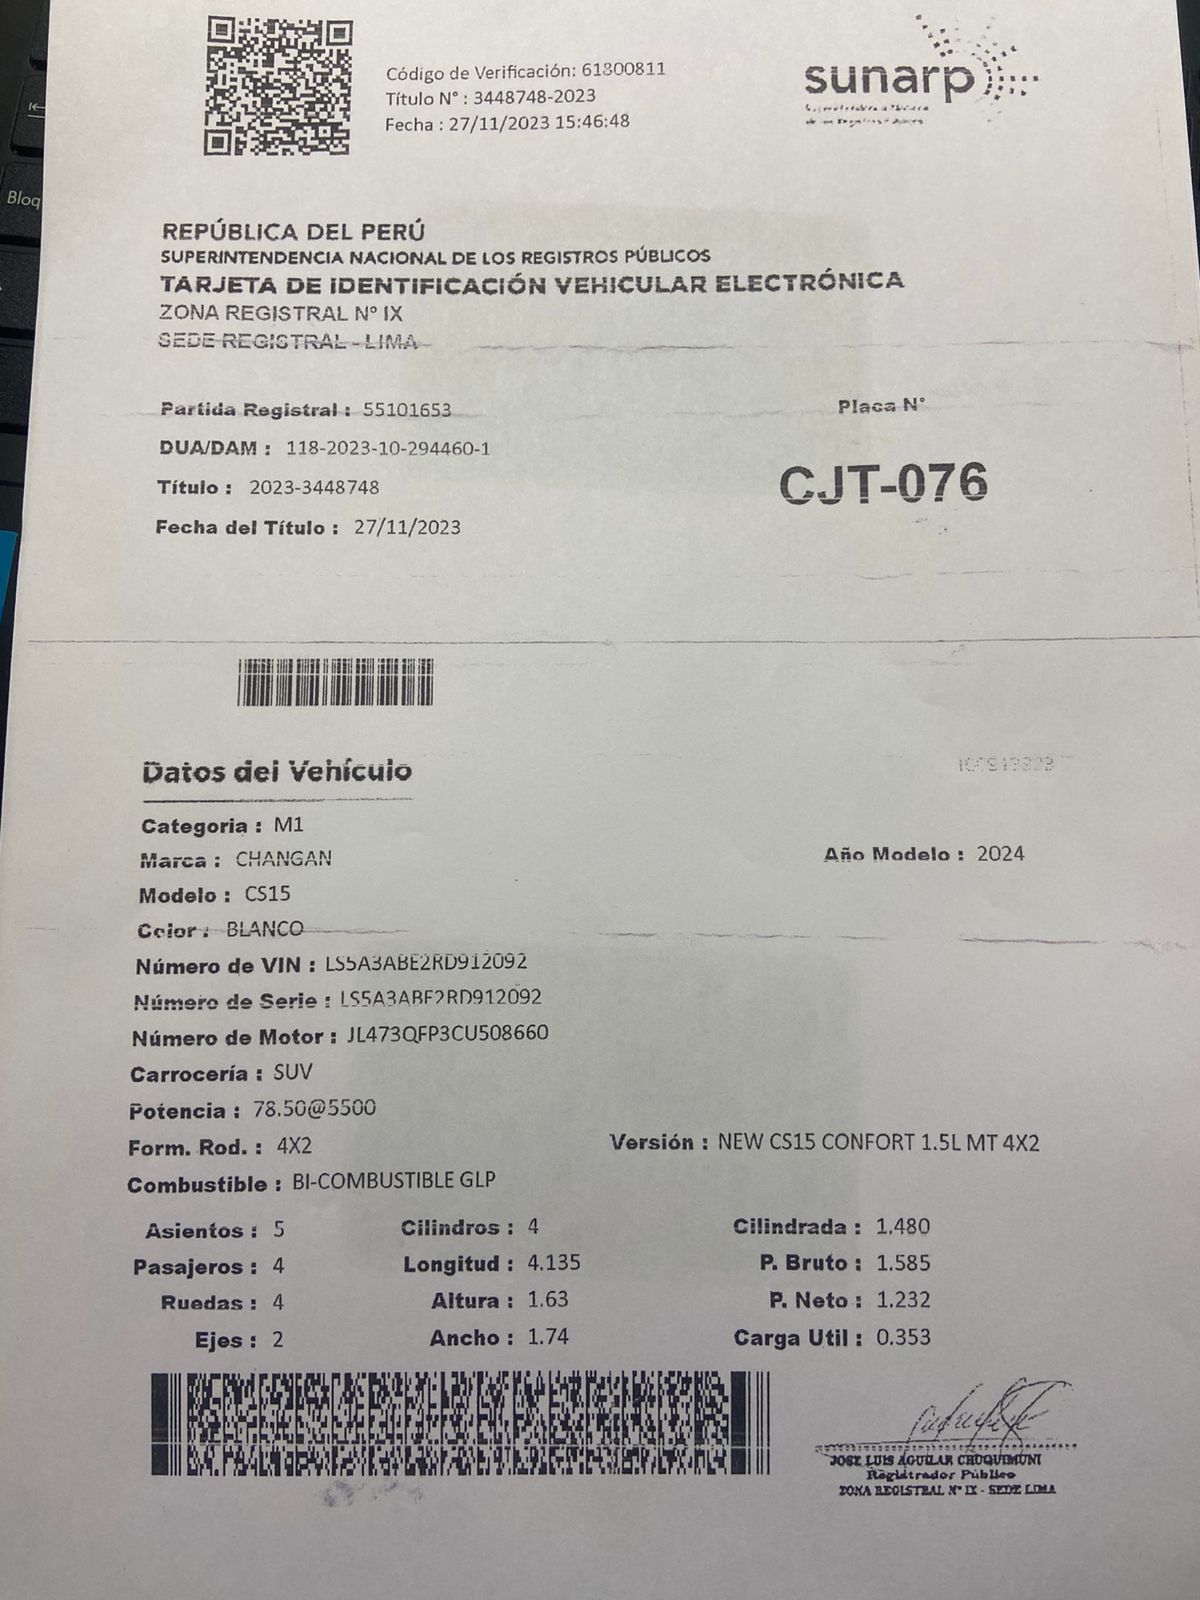 Código de Verificación: 61800811
Título N° : 3448748-2023
Fecha : 27/11/2023 15:46:48
sunarp
Superintendencia Nacional
de los Registros Públicos
Bloq
REPÚBLICA DEL PERÚ
SUPERINTENDENCIA NACIONAL DE LOS REGISTROS PÚBLICOS
TARJETA DE IDENTIFICACIÓN VEHICULAR ELECTRÓNICA
ZONA REGISTRAL N° IX
SEDE REGISTRAL - LIMA
Partida Registral : 55101653
Placa N°
DUA/DAM : 118-2023-10-294460-1
CJT-076
Título : 2023-3448748
Fecha del Título : 27/11/2023
Datos del Vehículo
Categoria : M1
Marca : CHANGAN
Año Modelo : 2024
Modelo : CS15
Color : BLANCO
Número de VIN : LS5A3ABE2RD912092
Número de Serie : LS5A3ABE2RD912092
Número de Motor : JL473QFP3CU508660
Carrocería : SUV
Potencia : 78.50@5500
Form. Rod. : 4X2
Versión : NEW CS15 CONFORT 1.5L MT 4X2
Combustible : BI-COMBUSTIBLE GLP
Asientos : 5 Cilindros : 4 Cilindrada : 1.480
Pasajeros : 4 Longitud : 4.135 P. Bruto : 1.585
Ruedas : 4 Altura : 1.63 P. Neto : 1.232
Ejes : 2 Ancho : 1.74 Carga Util : 0.353
JOSE LUIS AGUILAR CHUQUIMUNI
Registrador Público
ZONA REGISTRAL N° IX - SEDE LIMA